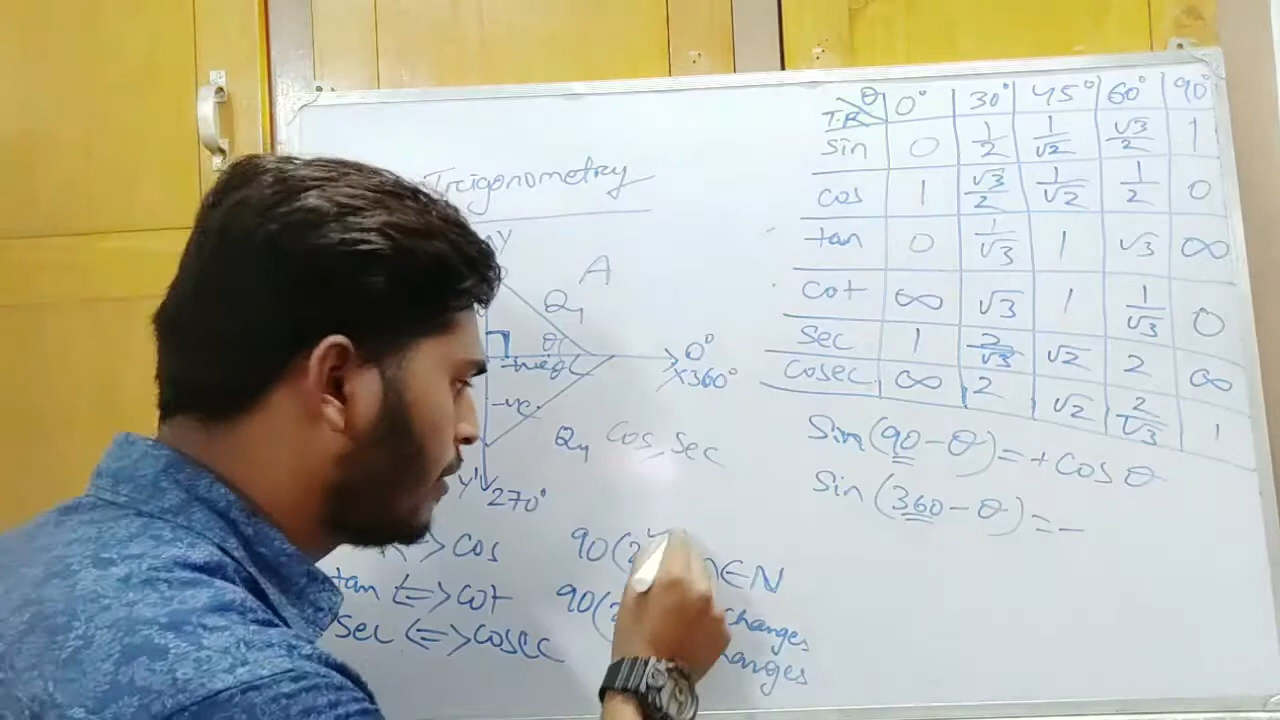 Trigonometry
Y
A
Q1
θ
0°
X 360°
-ve
Q4 Cos, Sec
Y' 270°
<=> Cos
tan <=> Cot
Sec <=> Cosec
90(2 n∈N
90(2 Changes
θ 0° 30° 45° 60° 90°
T.R
Sin 0 1/2 1/√2 √3/2 1
Cos 1 √3/2 1/√2 1/2 0
tan 0 1/√3 1 √3 ∞
Cot ∞ √3 1 1/√3 0
Sec 1 2/√3 √2 2 ∞
Cosec ∞ 2 √2 2/√3 1
Sin(90-θ)=+Cosθ
Sin(360-θ)=-